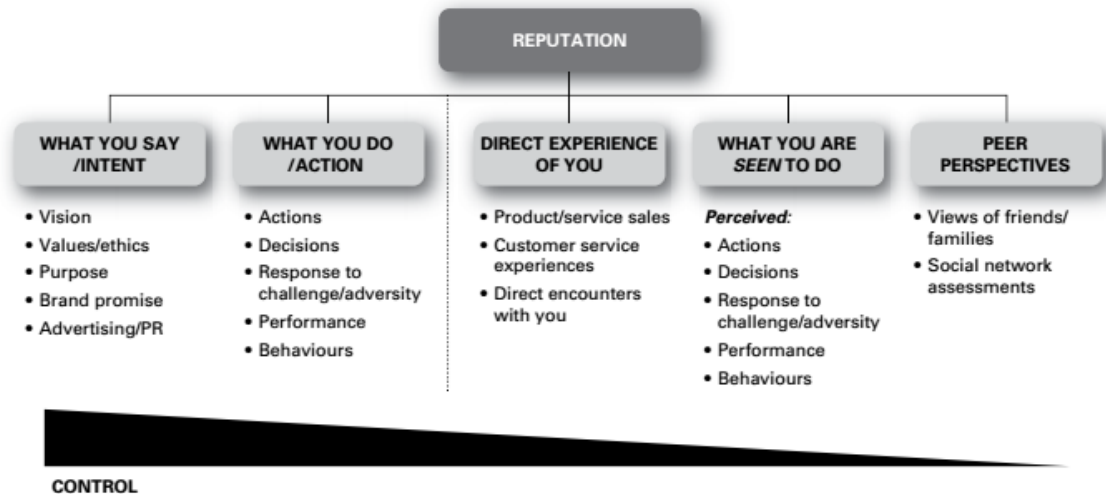 REPUTATION
WHAT YOU SAY
/INTENT
• Vision
• Values/ethics
• Purpose
• Brand promise
• Advertising/PR
WHAT YOU DO
/ACTION
• Actions
• Decisions
• Response to
challenge/adversity
• Performance
• Behaviours
DIRECT EXPERIENCE
OF YOU
• Product/service sales
• Customer service
experiences
• Direct encounters
with you
WHAT YOU ARE
SEEN TO DO
Perceived:
• Actions
• Decisions
• Response to
challenge/adversity
• Performance
• Behaviours
PEER
PERSPECTIVES
• Views of friends/
families
• Social network
assessments
CONTROL